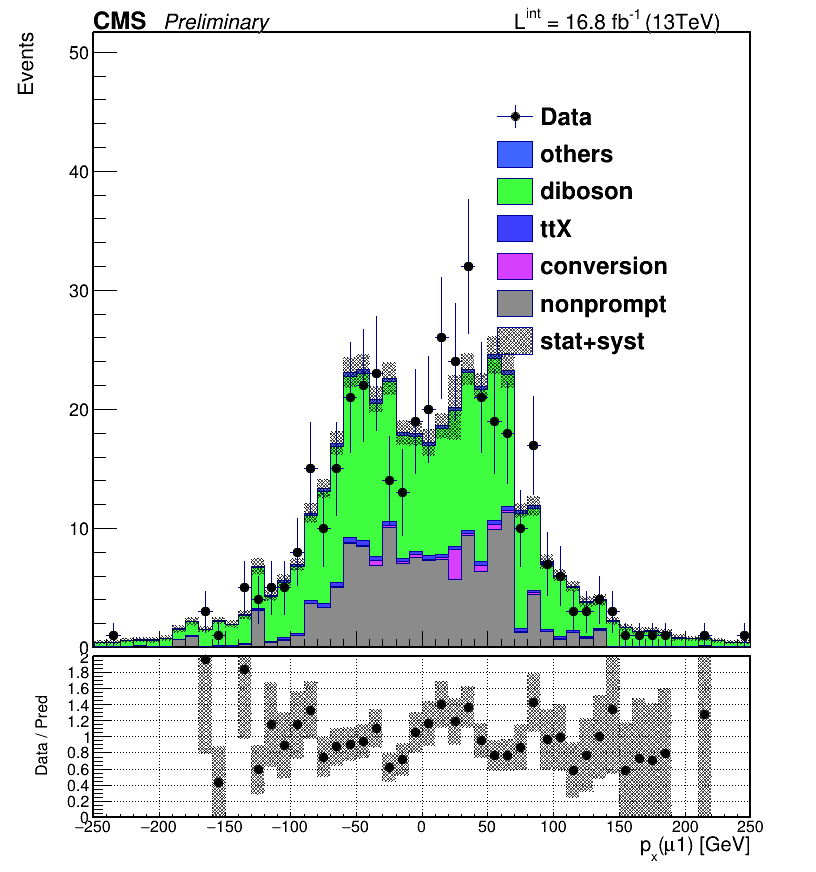 CMS Preliminary L^int = 16.8 fb^-1 (13TeV)
Events
50
40
30
20
10
0
Data
others
diboson
ttX
conversion
nonprompt
stat+syst
Data / Pred
2
1.8
1.6
1.4
1.2
1
0.8
0.6
0.4
0.2
0
−250 −200 −150 −100 −50 0 50 100 150 200 250
p_x(μ1) [GeV]